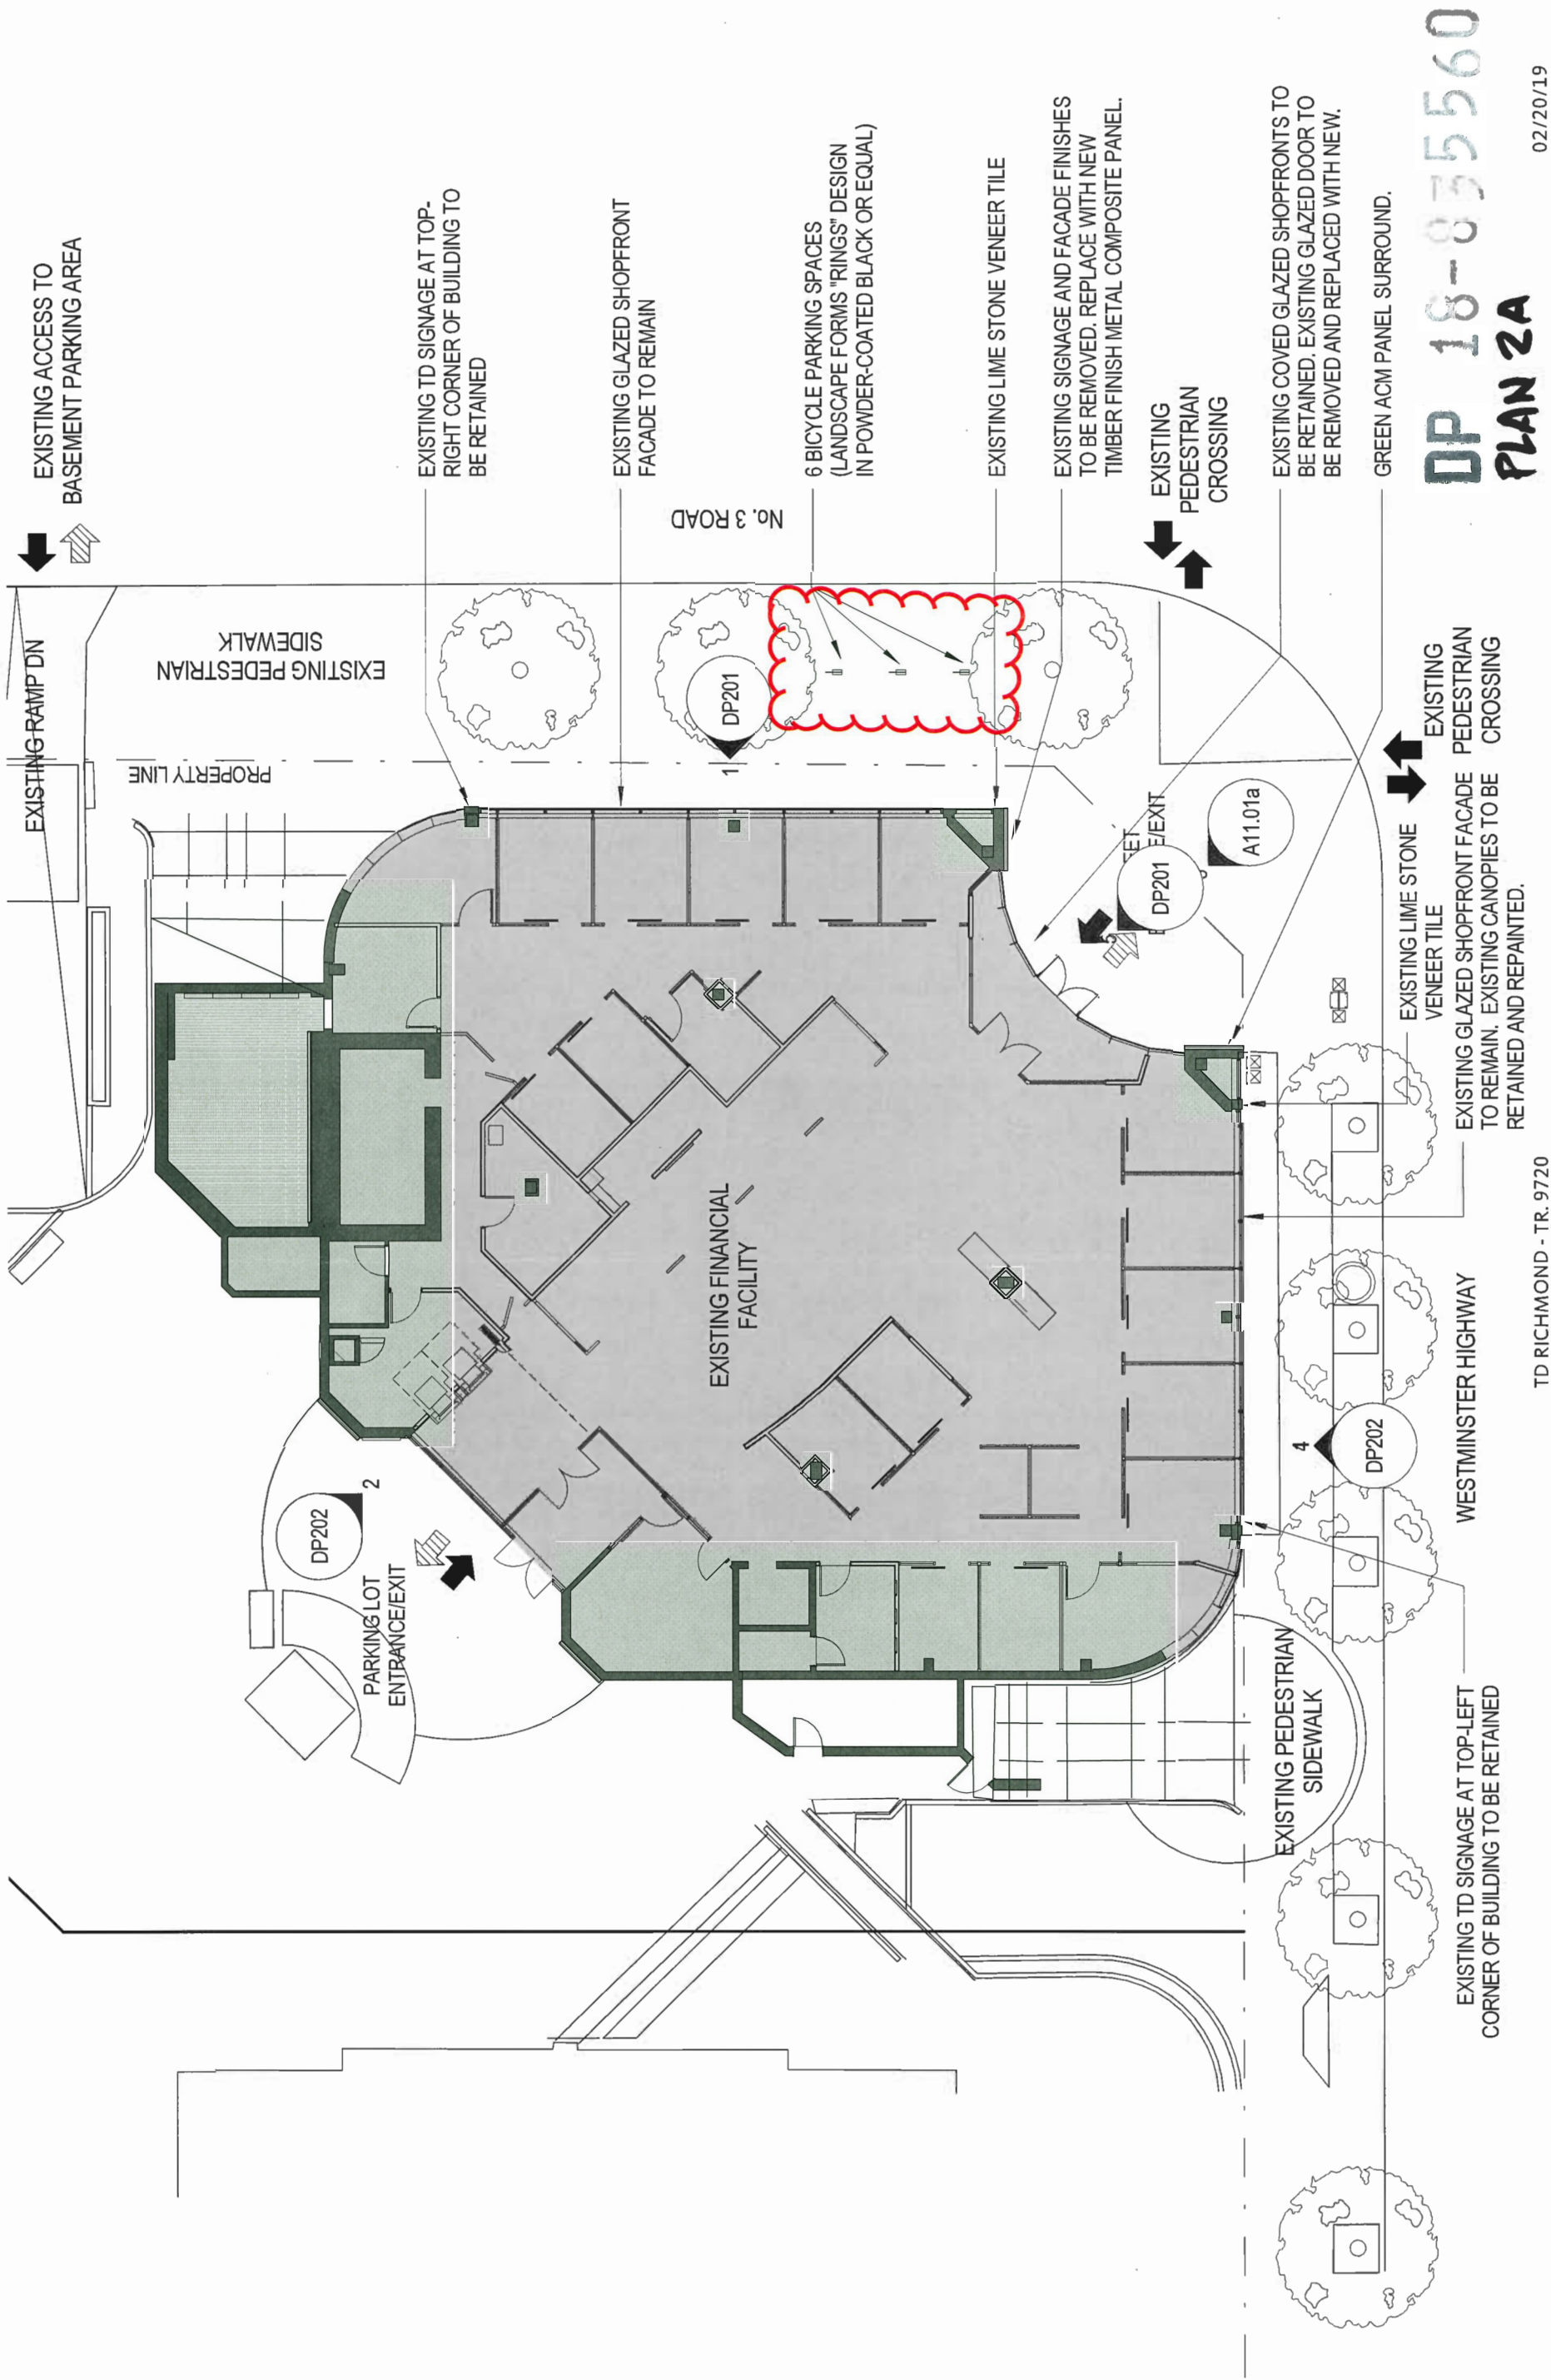 EXISTING ACCESS TO
BASEMENT PARKING AREA
EXISTING RAMP DN
EXISTING PEDESTRIAN
SIDEWALK
PROPERTY LINE
EXISTING TD SIGNAGE AT TOP-
RIGHT CORNER OF BUILDING TO
BE RETAINED
EXISTING GLAZED SHOPFRONT
FACADE TO REMAIN
No. 3 ROAD
6 BICYCLE PARKING SPACES
(LANDSCAPE FORMS "RINGS" DESIGN
IN POWDER-COATED BLACK OR EQUAL)
EXISTING LIME STONE VENEER TILE
EXISTING SIGNAGE AND FACADE FINISHES
TO BE REMOVED. REPLACE WITH NEW
TIMBER FINISH METAL COMPOSITE PANEL.
EXISTING
PEDESTRIAN
CROSSING
EXISTING COVED GLAZED SHOPFRONTS TO
BE RETAINED. EXISTING GLAZED DOOR TO
BE REMOVED AND REPLACED WITH NEW.
GREEN ACM PANEL SURROUND.
1
DP201
EET
E/EXIT
DP201
A11.01a
EXISTING FINANCIAL
FACILITY
DP202
2
PARKING LOT
ENTRANCE/EXIT
4
DP202
EXISTING
PEDESTRIAN
CROSSING
EXISTING LIME STONE
VENEER TILE
EXISTING GLAZED SHOPFRONT FACADE
TO REMAIN. EXISTING CANOPIES TO BE
RETAINED AND REPAINTED.
WESTMINSTER HIGHWAY
EXISTING PEDESTRIAN
SIDEWALK
EXISTING TD SIGNAGE AT TOP-LEFT
CORNER OF BUILDING TO BE RETAINED
TD RICHMOND - TR. 9720
DP 18-835560
PLAN 2A
02/20/19